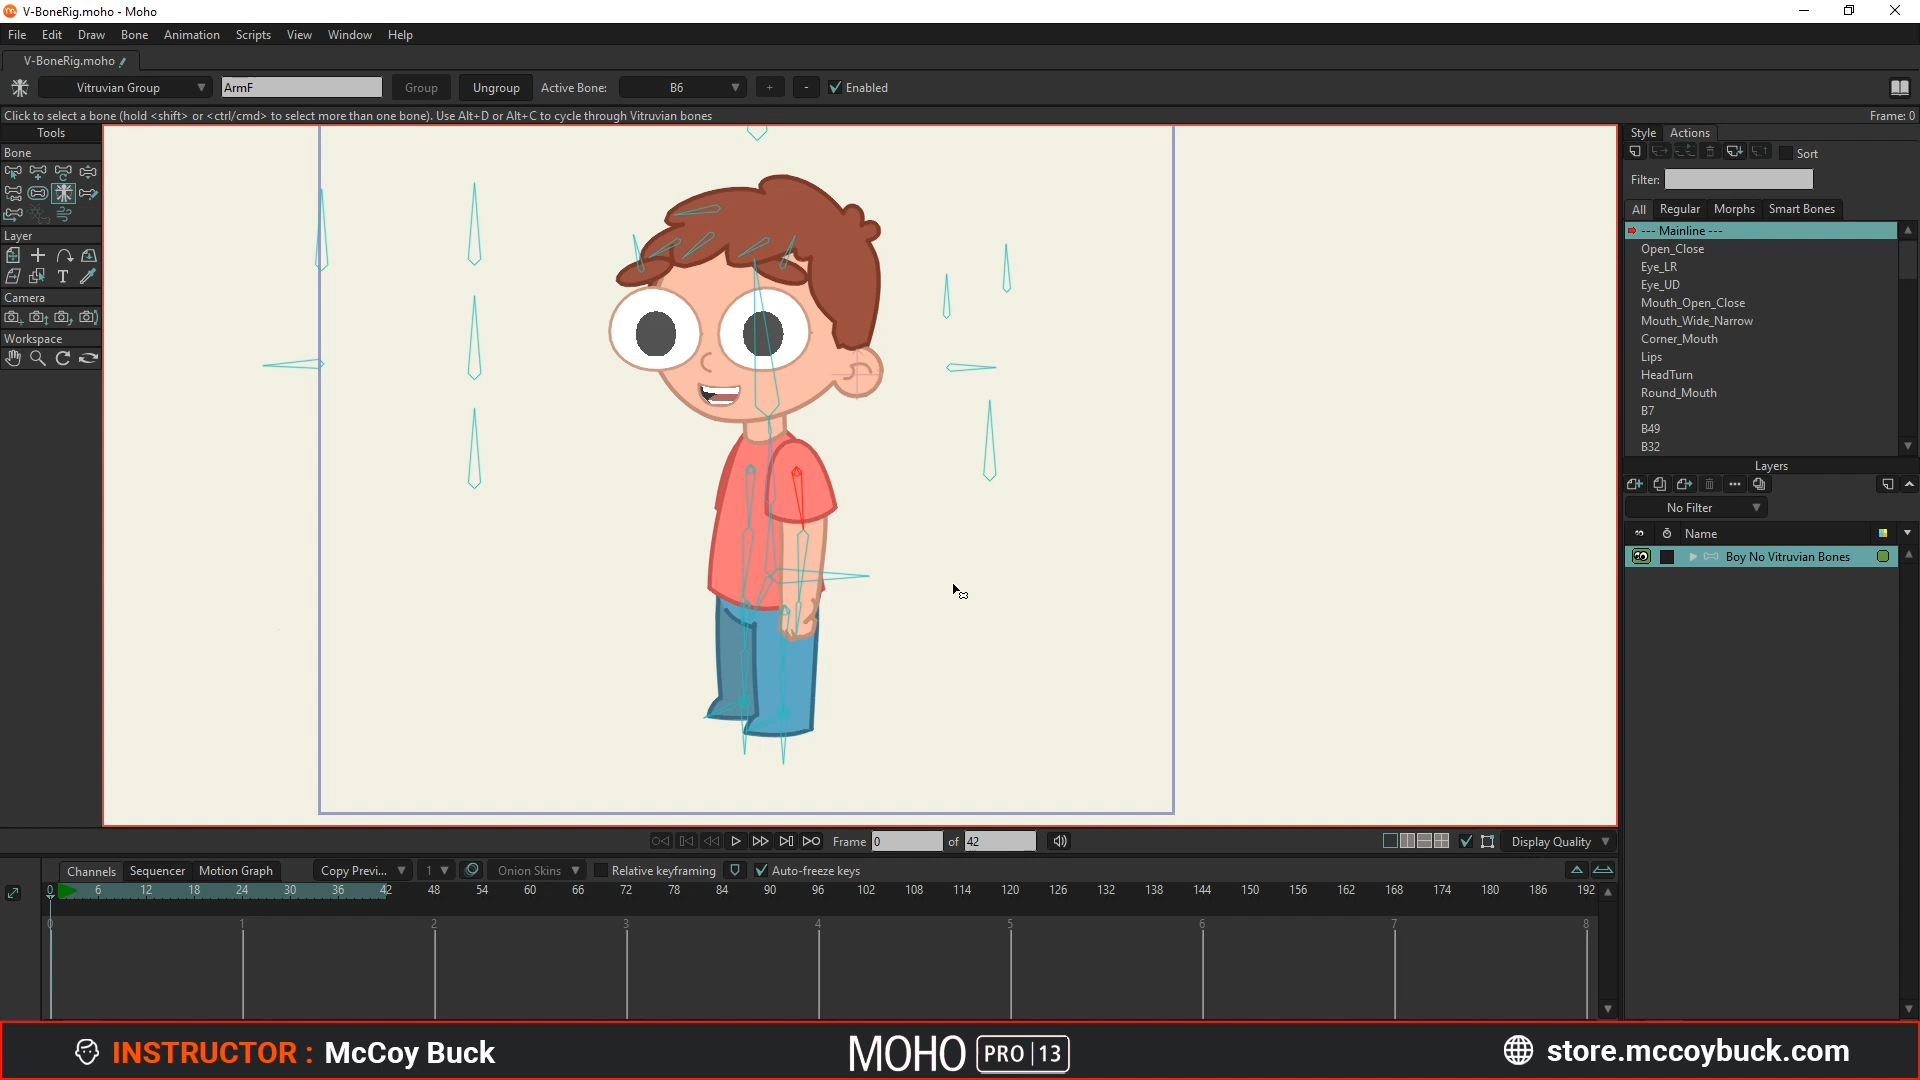 V-BoneRig.moho - Moho
File Edit Draw Bone Animation Scripts View Window Help
V-BoneRig.moho
Vitruvian Group ArmF Group Ungroup Active Bone: B6 + - Enabled
Click to select a bone (hold <shift> or <ctrl/cmd> to select more than one bone). Use Alt+D or Alt+C to cycle through Vitruvian bones Frame: 0
Tools
Bone
Layer
T
Camera
Workspace
Style Actions
Sort
Filter:
All Regular Morphs Smart Bones
--- Mainline ---
Open_Close
Eye_LR
Eye_UD
Mouth_Open_Close
Mouth_Wide_Narrow
Corner_Mouth
Lips
HeadTurn
Round_Mouth
B7
B49
B32
Layers
No Filter
Name
Boy No Vitruvian Bones
Frame 0 of 42 Display Quality
Channels Sequencer Motion Graph Copy Previ... 1 Onion Skins Relative keyframing Auto-freeze keys
0 6 12 18 24 30 36 42 48 54 60 66 72 78 84 90 96 102 108 114 120 126 132 138 144 150 156 162 168 174 180 186 192
0 1 2 3 4 5 6 7 8
INSTRUCTOR : McCoy Buck MOHO PRO 13 store.mccoybuck.com